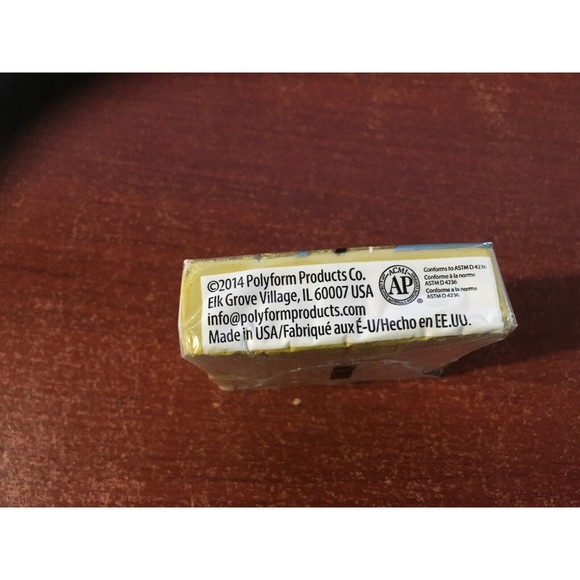 ©2014 Polyform Products Co.
Elk Grove Village, IL 60007 USA
info@polyformproducts.com
Made in USA/Fabriqué aux É-U/Hecho en EE.UU.
ACMI
AP
Conforms to ASTM D 4236
Conforme à la norme
ASTM D 4236
Conforme a la norma
ASTM D 4236